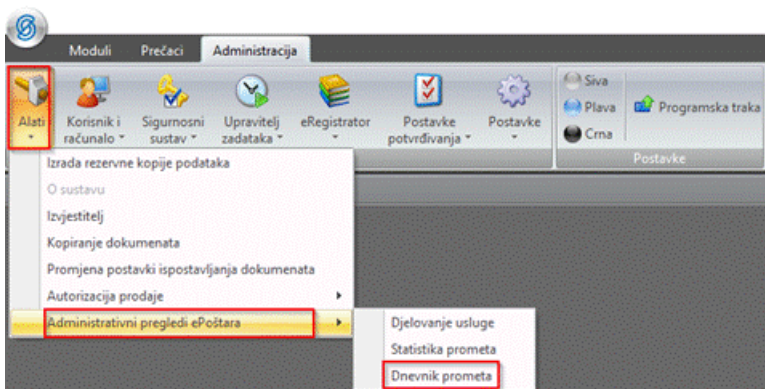 Moduli Prečaci Administracija
Alati Korisnik i računalo Sigurnosni sustav Upravitelj zadataka eRegistrator Postavke potvrđivanja Postavke
Siva
Plava
Crna
Programska traka
Postavke
Izrada rezervne kopije podataka
O sustavu
Izvjestitelj
Kopiranje dokumenata
Promjena postavki ispostavljanja dokumenata
Autorizacija prodaje
Administrativni pregledi ePoštara
Djelovanje usluge
Statistika prometa
Dnevnik prometa